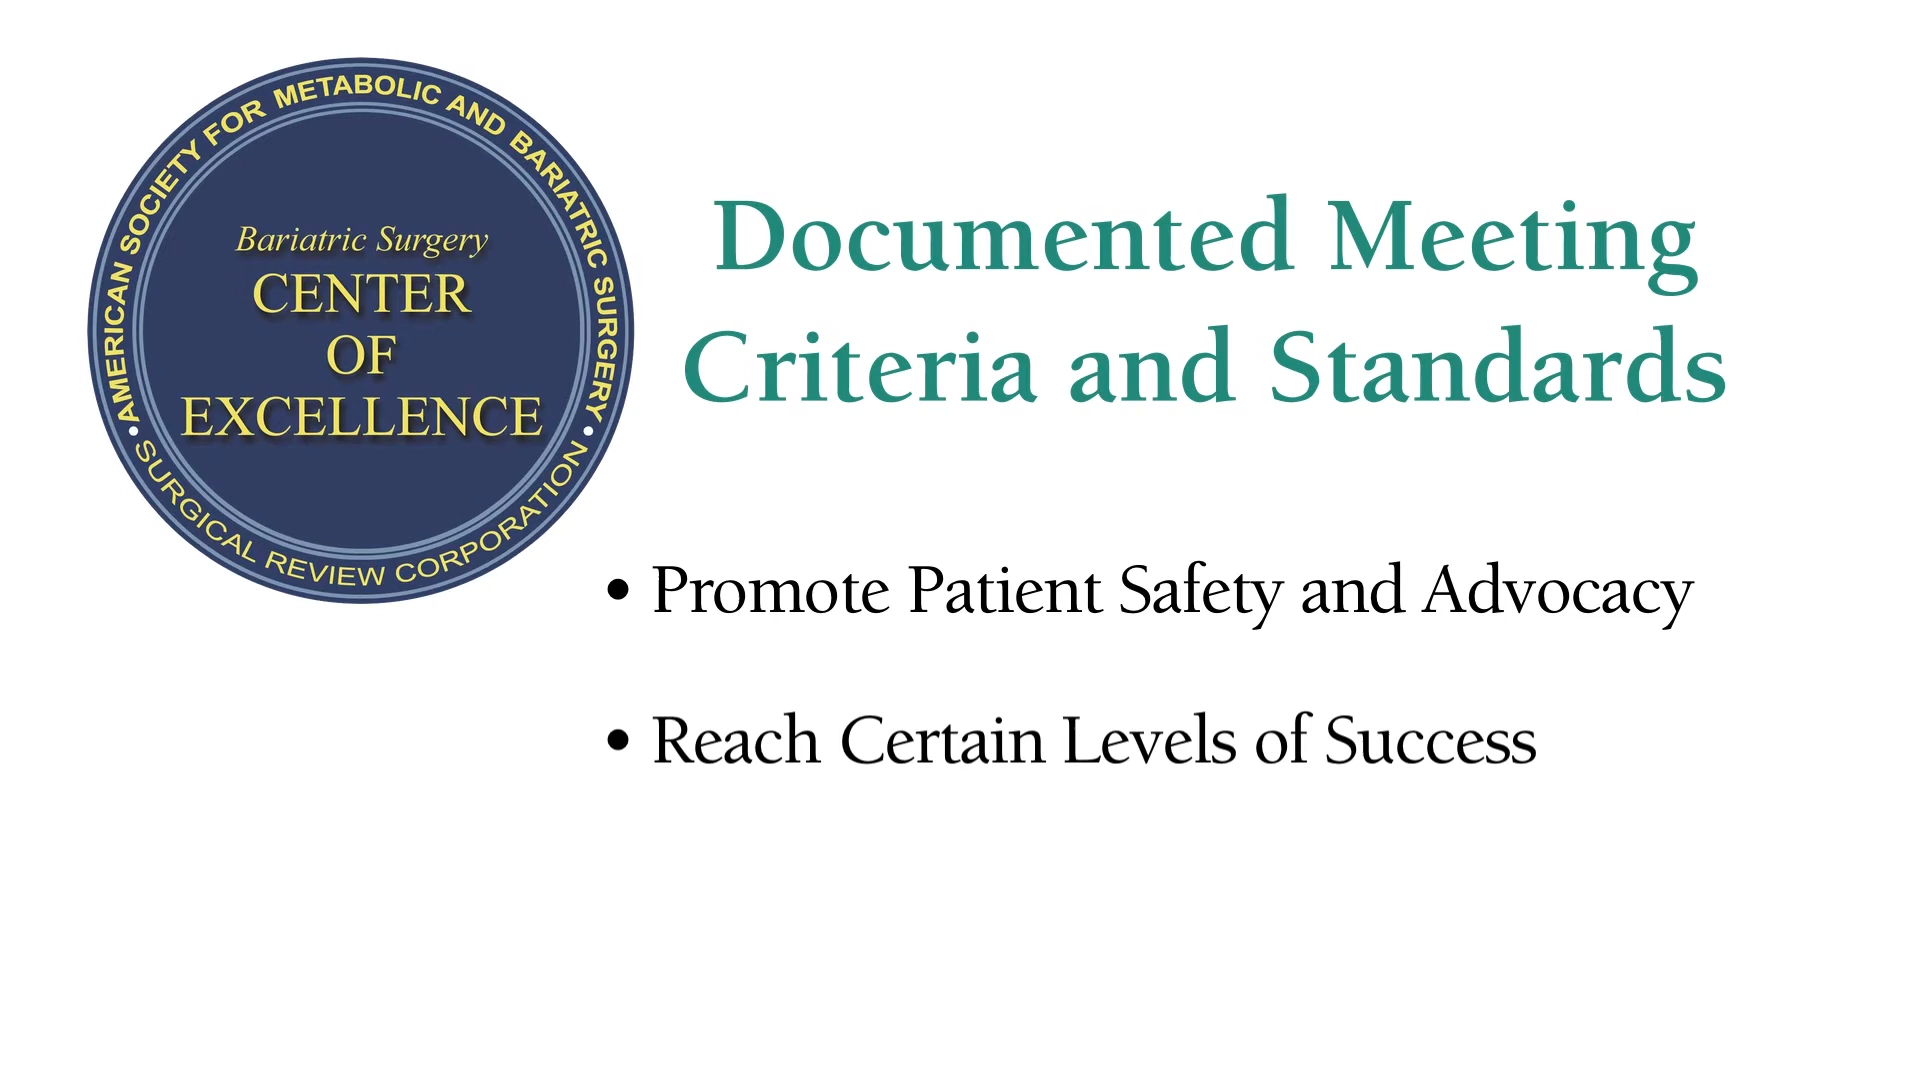 AMERICAN SOCIETY FOR METABOLIC AND BARIATRIC SURGERY
Bariatric Surgery
CENTER
OF
EXCELLENCE
SURGICAL REVIEW CORPORATION
Documented Meeting
Criteria and Standards
• Promote Patient Safety and Advocacy
• Reach Certain Levels of Success